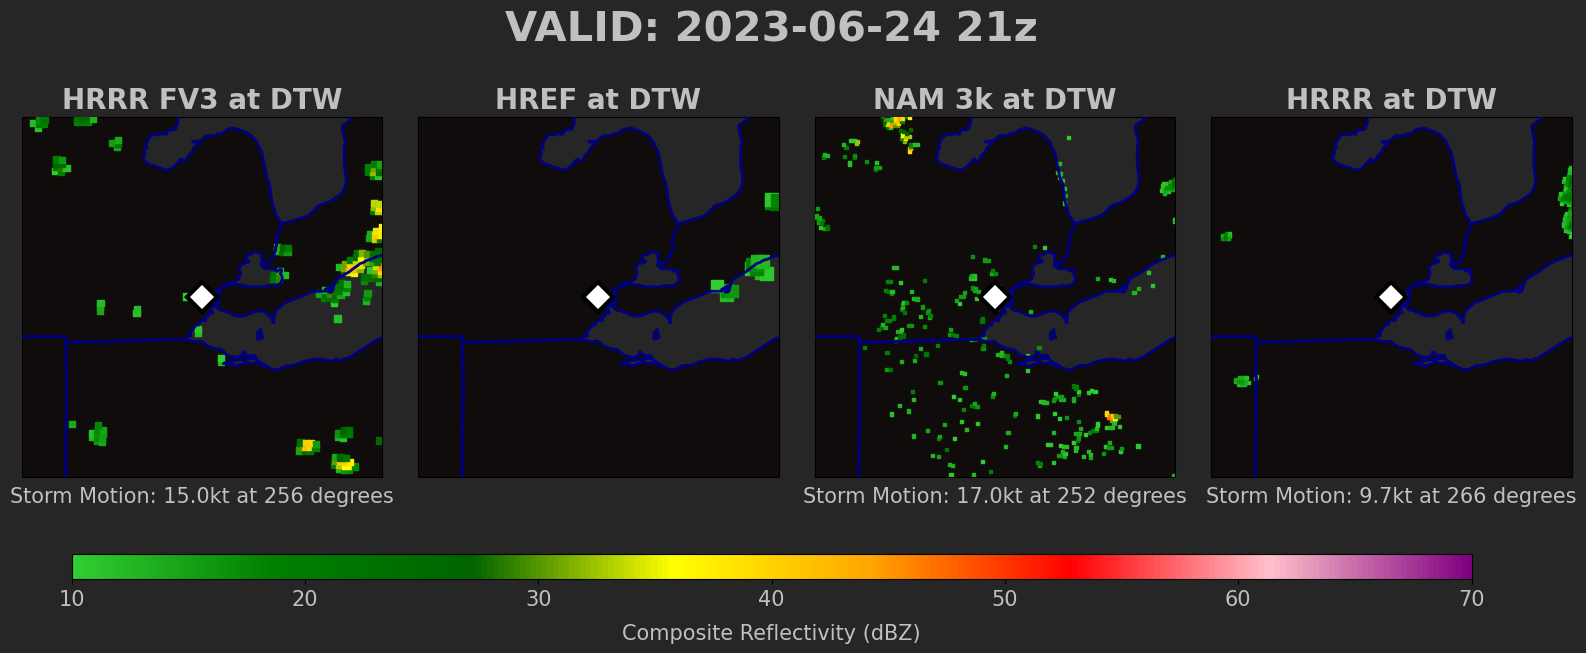 VALID: 2023-06-24 21z
HRRR FV3 at DTW
HREF at DTW
NAM 3k at DTW
HRRR at DTW
Storm Motion: 15.0kt at 256 degrees
Storm Motion: 17.0kt at 252 degrees
Storm Motion: 9.7kt at 266 degrees
10 20 30 40 50 60 70
Composite Reflectivity (dBZ)